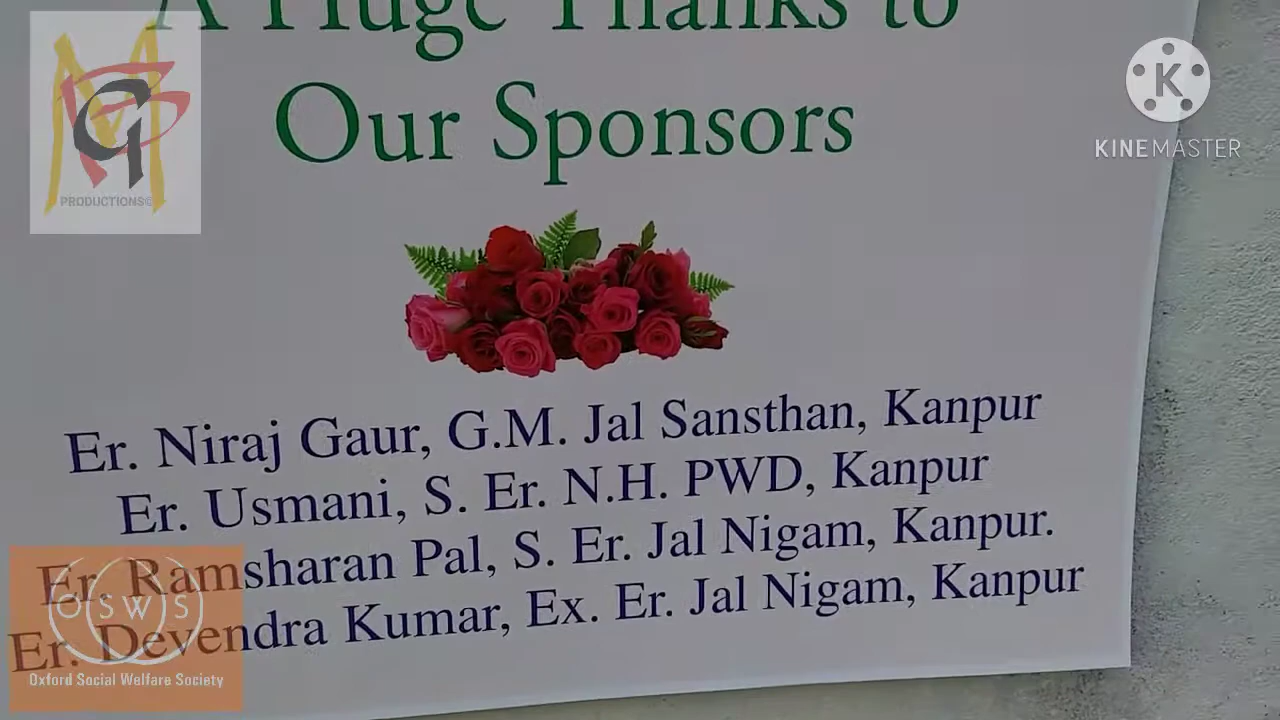 A Huge Thanks to
Our Sponsors
PRODUCTIONS©
K
KINEMASTER
Er. Niraj Gaur, G.M. Jal Sansthan, Kanpur
Er. Usmani, S. Er. N.H. PWD, Kanpur
Er. Ramsharan Pal, S. Er. Jal Nigam, Kanpur.
Er. Devendra Kumar, Ex. Er. Jal Nigam, Kanpur
OSWS
Oxford Social Welfare Society